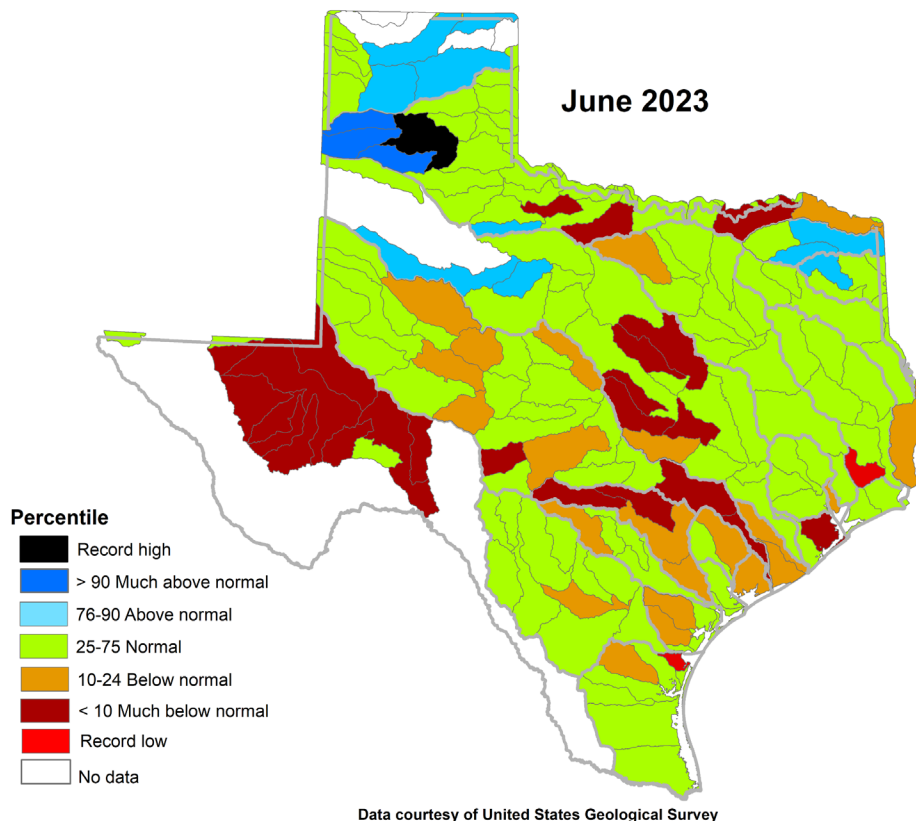 June 2023
Percentile
Record high
> 90 Much above normal
76-90 Above normal
25-75 Normal
10-24 Below normal
< 10 Much below normal
Record low
No data
Data courtesy of United States Geological Survey